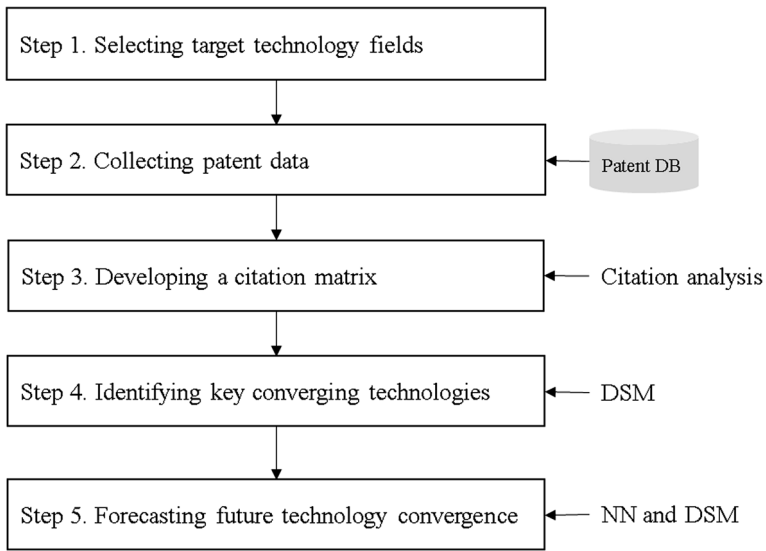 Step 1. Selecting target technology fields
Step 2. Collecting patent data
Patent DB
Step 3. Developing a citation matrix
Citation analysis
Step 4. Identifying key converging technologies
DSM
Step 5. Forecasting future technology convergence
NN and DSM